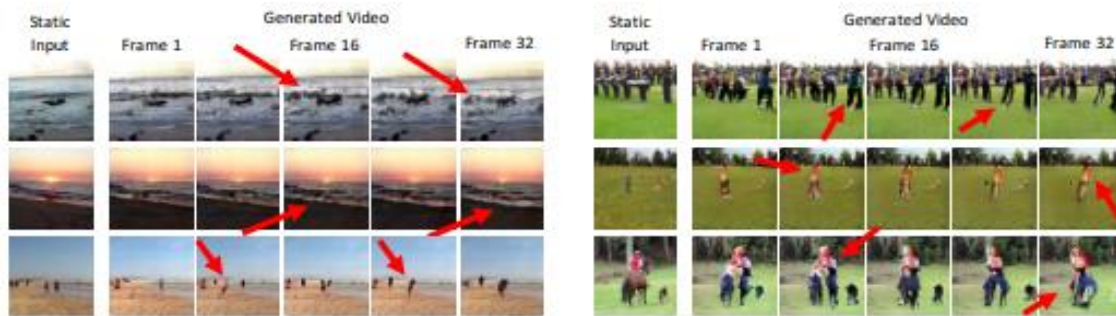 Static
Input
Generated Video
Frame 1
Frame 16
Frame 32
Static
Input
Generated Video
Frame 1
Frame 16
Frame 32